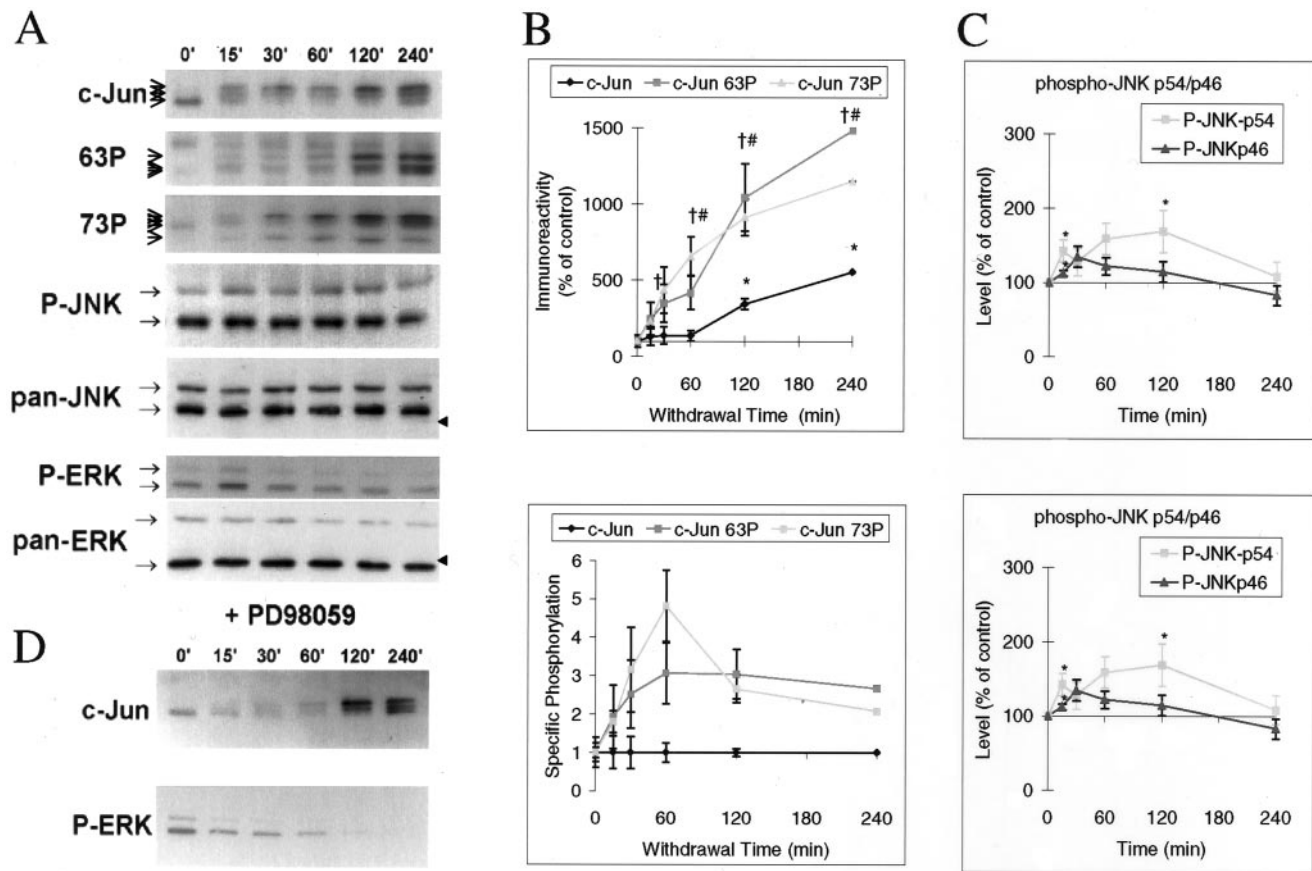 A
0' 15' 30' 60' 120' 240'
c-Jun
63P
73P
P-JNK
pan-JNK
P-ERK
pan-ERK
+ PD98059
D
0' 15' 30' 60' 120' 240'
c-Jun
P-ERK
B
c-Jun c-Jun 63P c-Jun 73P
Immunoreactivity
(% of control)
1500
1000
500
0
† †# †# †#
* *
0 60 120 180 240
Withdrawal Time (min)
c-Jun c-Jun 63P c-Jun 73P
Specific Phosphorylation
6
5
4
3
2
1
0
0 60 120 180 240
Withdrawal Time (min)
C
phospho-JNK p54/p46
P-JNK-p54
P-JNKp46
Level (% of control)
300
200
100
0
* * *
0 60 120 180 240
Time (min)
phospho-JNK p54/p46
P-JNK-p54
P-JNKp46
Level (% of control)
300
200
100
0
* *
0 60 120 180 240
Time (min)